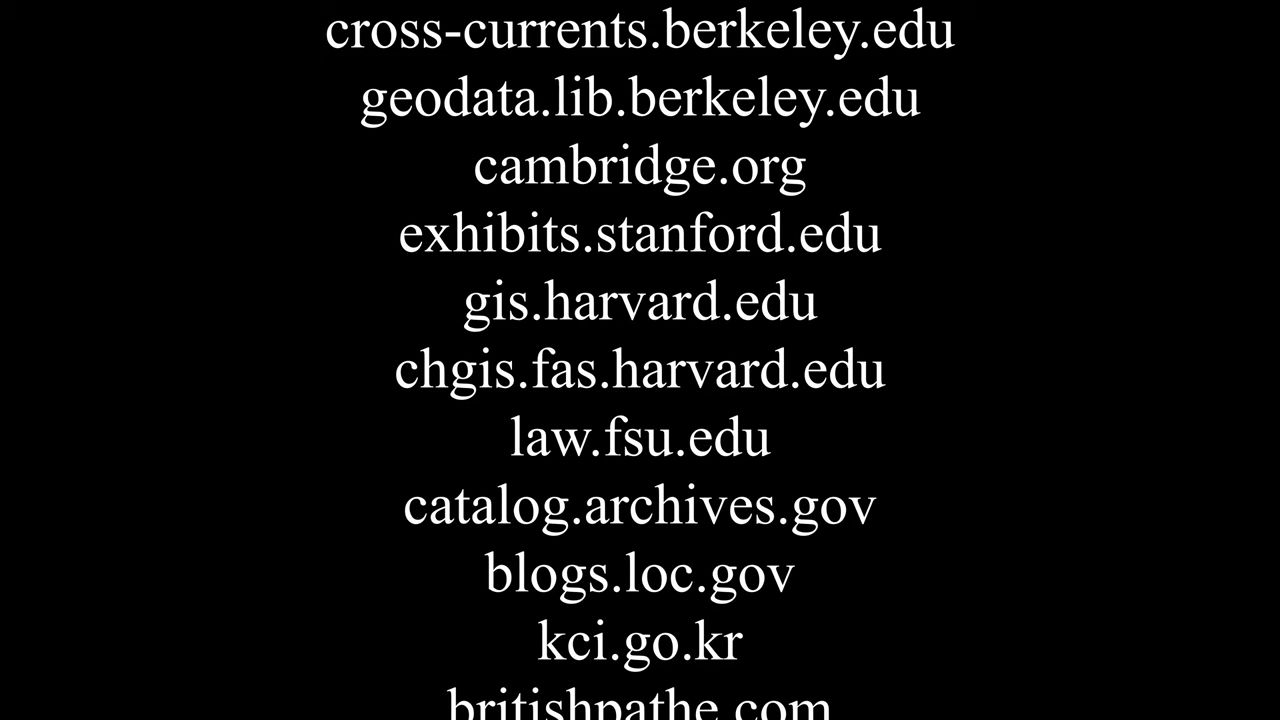 cross-currents.berkeley.edu
geodata.lib.berkeley.edu
cambridge.org
exhibits.stanford.edu
gis.harvard.edu
chgis.fas.harvard.edu
law.fsu.edu
catalog.archives.gov
blogs.loc.gov
kci.go.kr
britishpathe.com